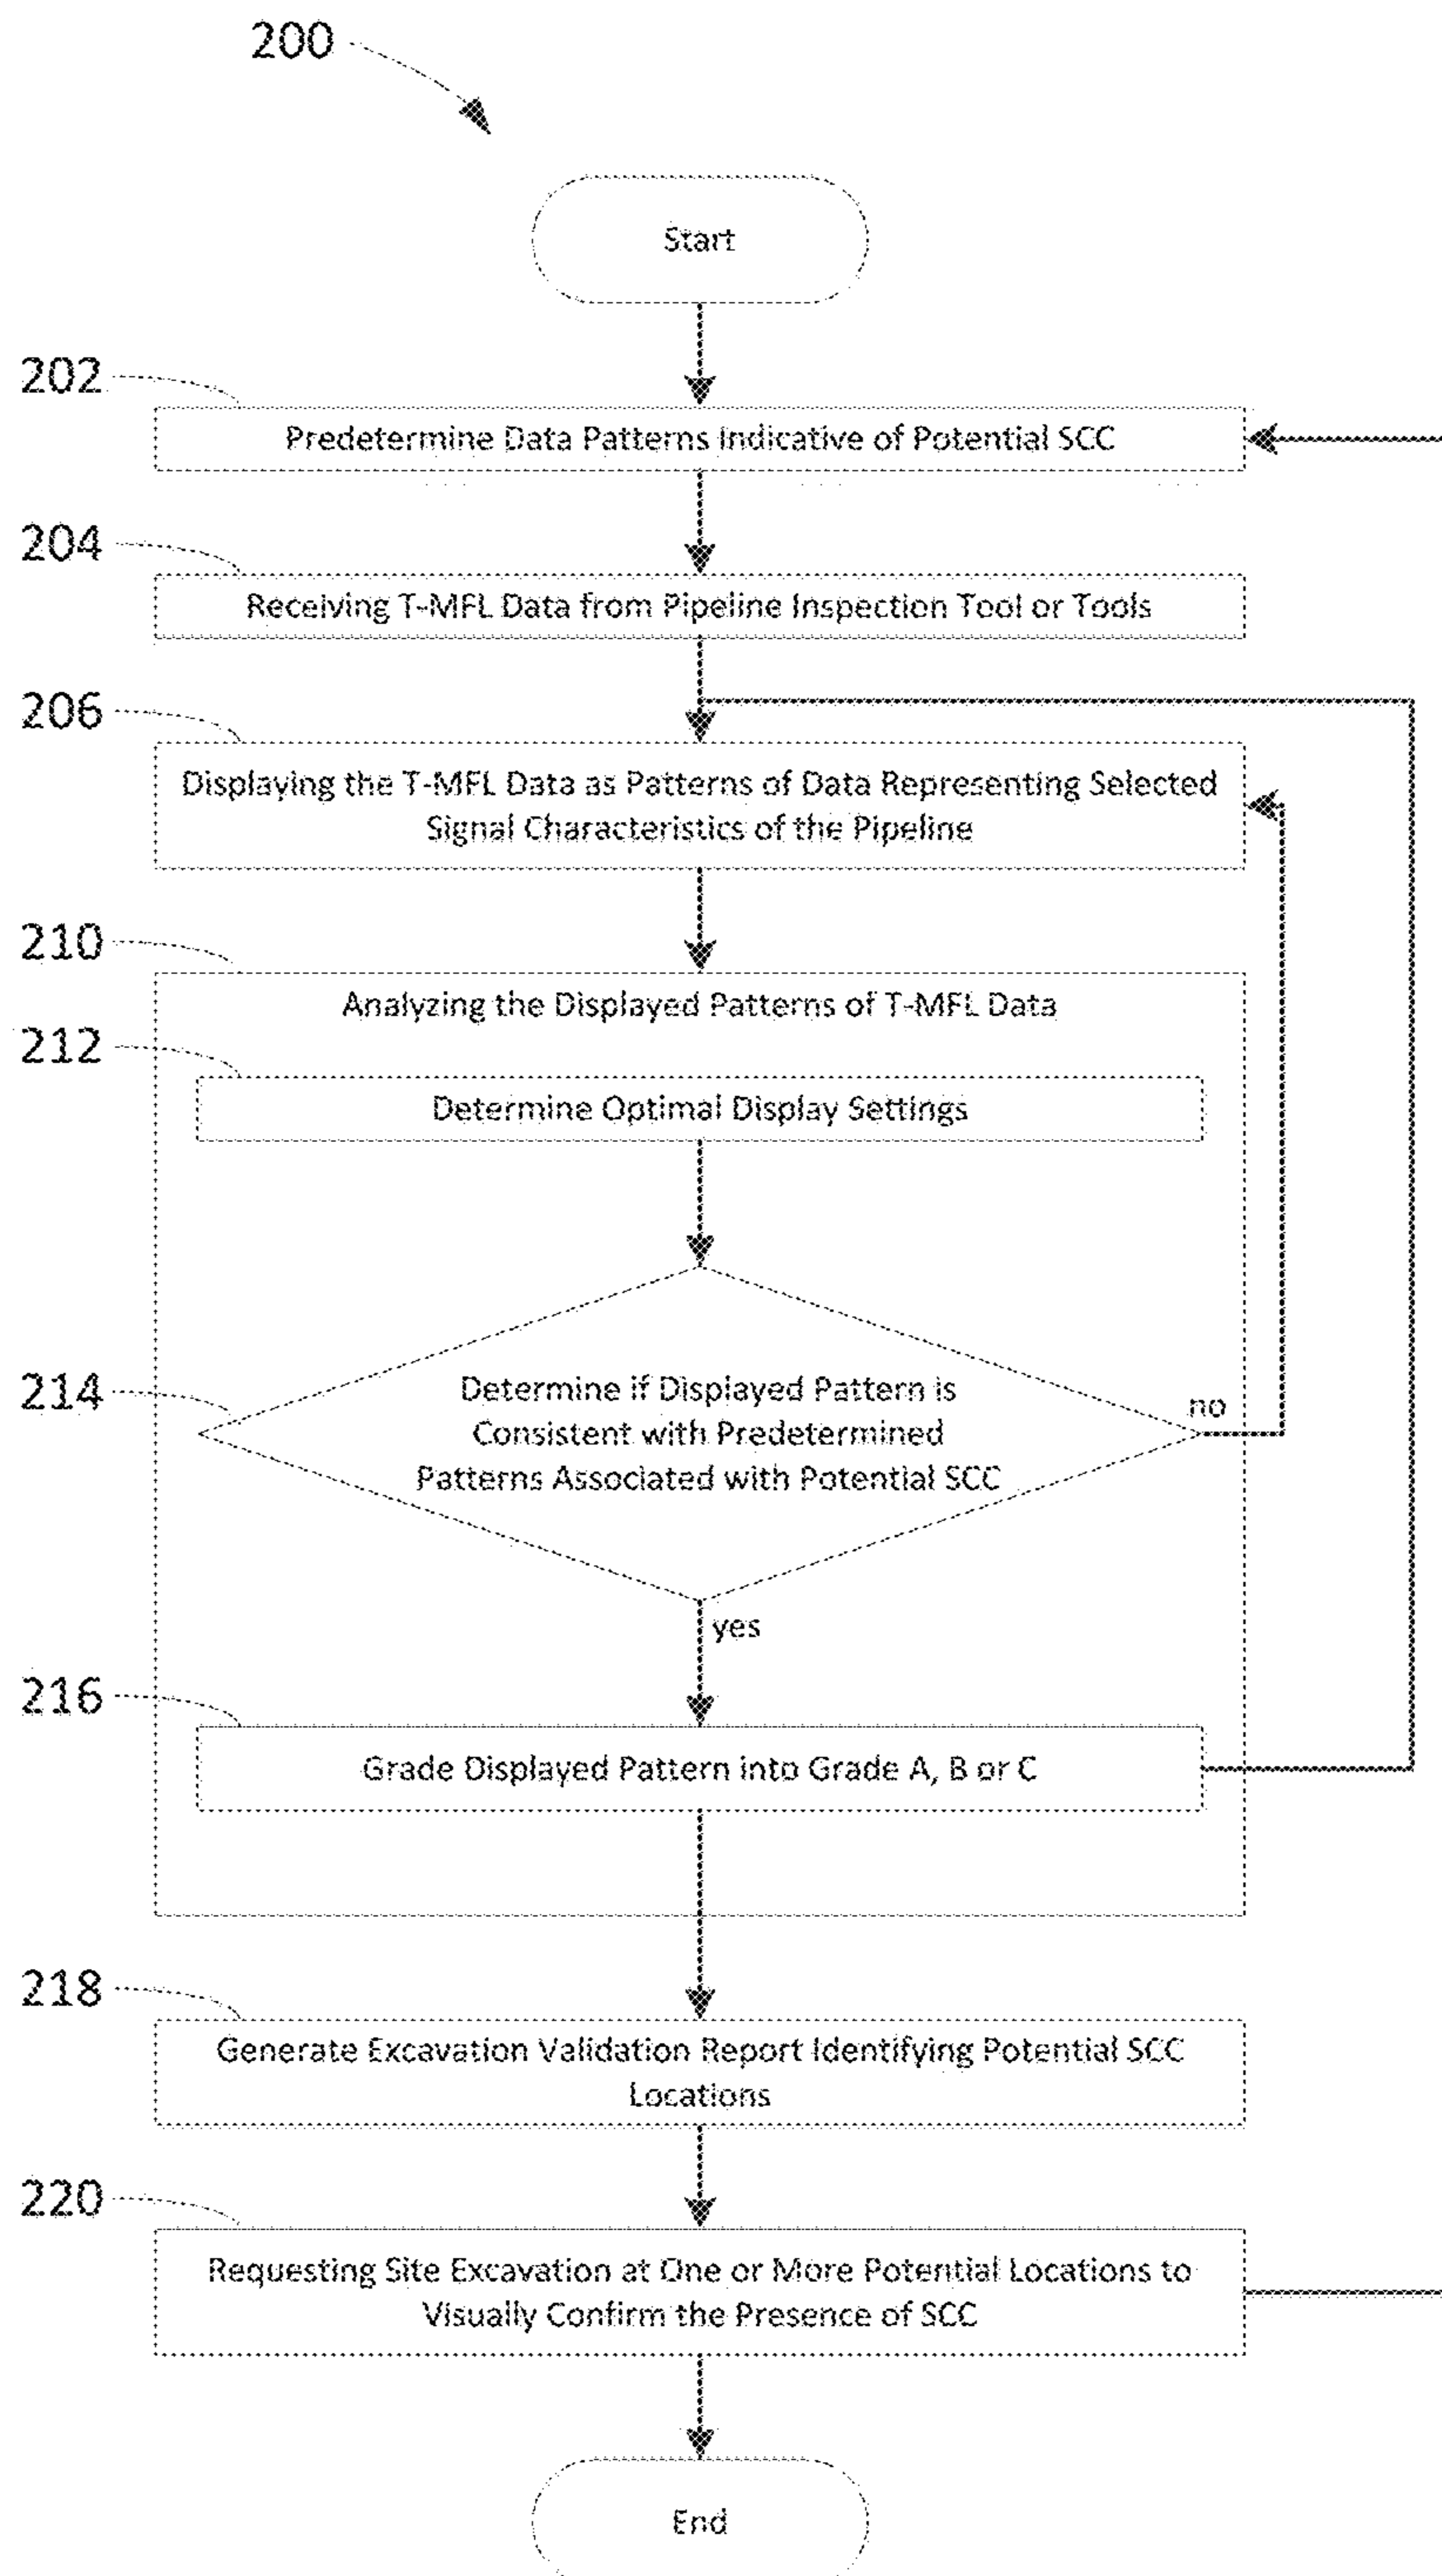 200
Start
202
Predetermine Data Patterns Indicative of Potential SCC
204
Receiving T-MFL Data from Pipeline Inspection Tool or Tools
206
Displaying the T-MFL Data as Patterns of Data Representing Selected
Signal Characteristics of the Pipeline
210
Analyzing the Displayed Patterns of T-MFL Data
212
Determine Optimal Display Settings
214
Determine if Displayed Pattern is
Consistent with Predetermined
Patterns Associated with Potential SCC
no
yes
216
Grade Displayed Pattern into Grade A, B or C
218
Generate Excavation Validation Report Identifying Potential SCC
Locations
220
Requesting Site Excavation at One or More Potential Locations to
Visually Confirm the Presence of SCC
End